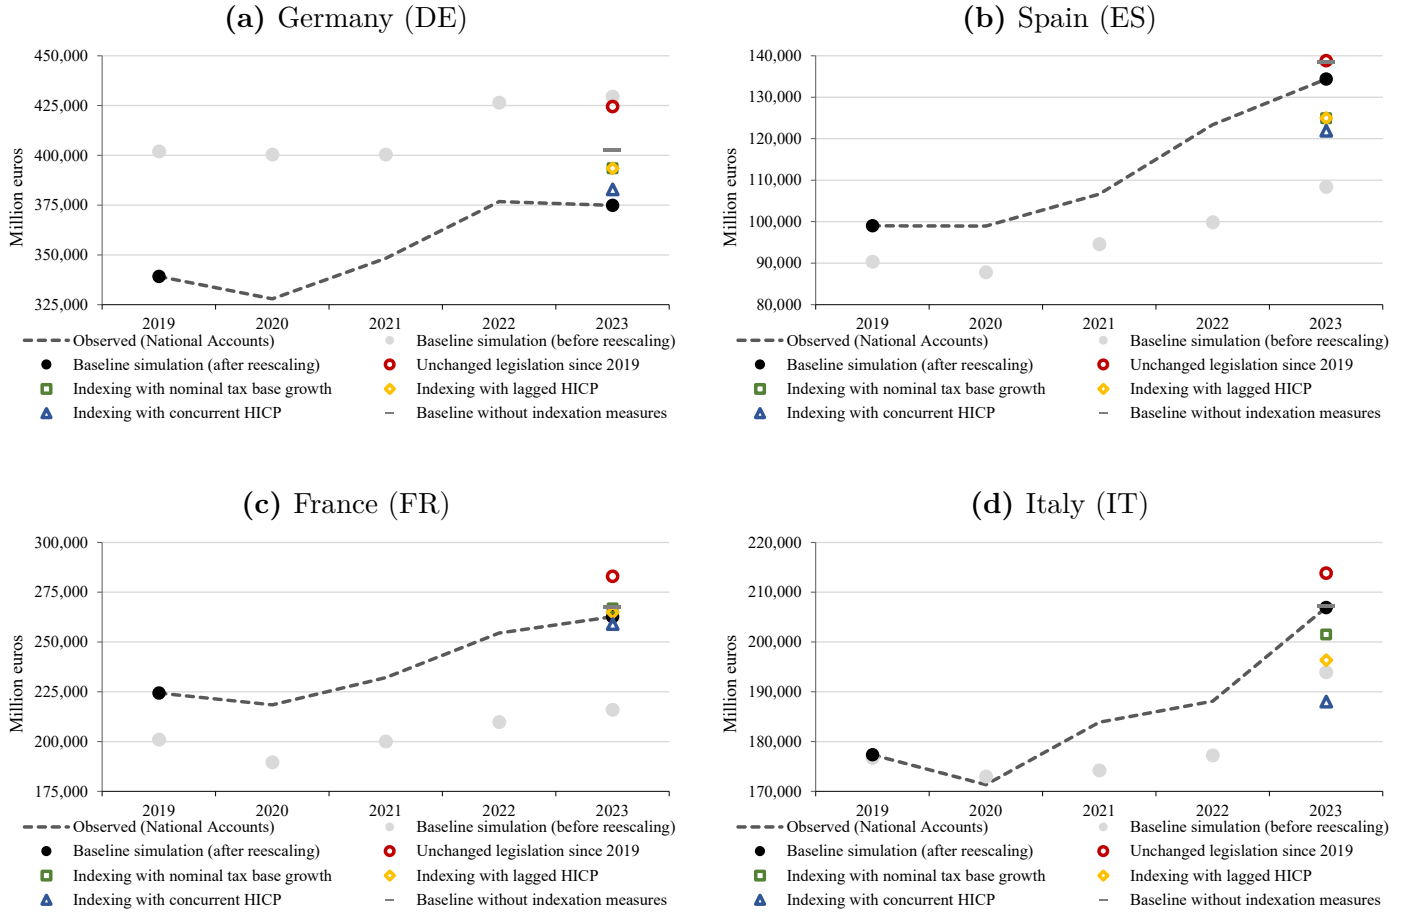 (a) Germany (DE)
Million euros
450,000
425,000
400,000
375,000
350,000
325,000
2019 2020 2021 2022 2023
Observed (National Accounts) Baseline simulation (before reescaling)
Baseline simulation (after reescaling) Unchanged legislation since 2019
Indexing with nominal tax base growth Indexing with lagged HICP
Indexing with concurrent HICP Baseline without indexation measures
(b) Spain (ES)
Million euros
140,000
130,000
120,000
110,000
100,000
90,000
80,000
2019 2020 2021 2022 2023
Observed (National Accounts) Baseline simulation (before reescaling)
Baseline simulation (after reescaling) Unchanged legislation since 2019
Indexing with nominal tax base growth Indexing with lagged HICP
Indexing with concurrent HICP Baseline without indexation measures
(c) France (FR)
Million euros
300,000
275,000
250,000
225,000
200,000
175,000
2019 2020 2021 2022 2023
Observed (National Accounts) Baseline simulation (before reescaling)
Baseline simulation (after reescaling) Unchanged legislation since 2019
Indexing with nominal tax base growth Indexing with lagged HICP
Indexing with concurrent HICP Baseline without indexation measures
(d) Italy (IT)
Million euros
220,000
210,000
200,000
190,000
180,000
170,000
2019 2020 2021 2022 2023
Observed (National Accounts) Baseline simulation (before reescaling)
Baseline simulation (after reescaling) Unchanged legislation since 2019
Indexing with nominal tax base growth Indexing with lagged HICP
Indexing with concurrent HICP Baseline without indexation measures